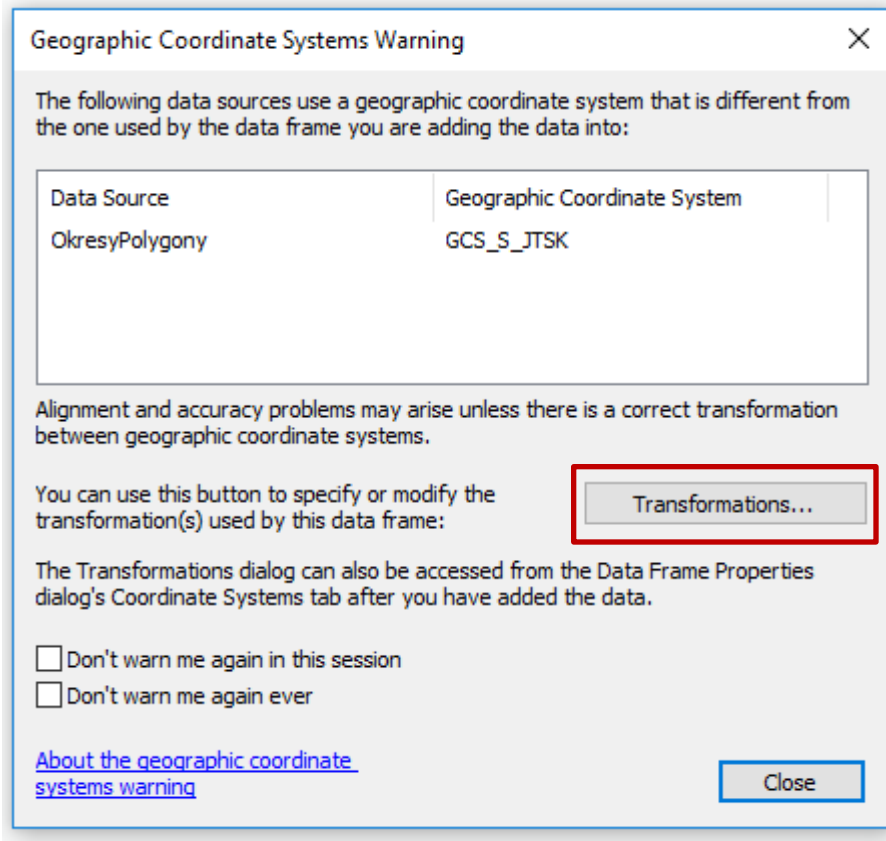 Geographic Coordinate Systems Warning
The following data sources use a geographic coordinate system that is different from
the one used by the data frame you are adding the data into:
Data Source
Geographic Coordinate System
OkresyPolygony
GCS_S_JTSK
Alignment and accuracy problems may arise unless there is a correct transformation
between geographic coordinate systems.
You can use this button to specify or modify the
transformation(s) used by this data frame:
Transformations...
The Transformations dialog can also be accessed from the Data Frame Properties
dialog's Coordinate Systems tab after you have added the data.
Don't warn me again in this session
Don't warn me again ever
About the geographic coordinate
systems warning
Close